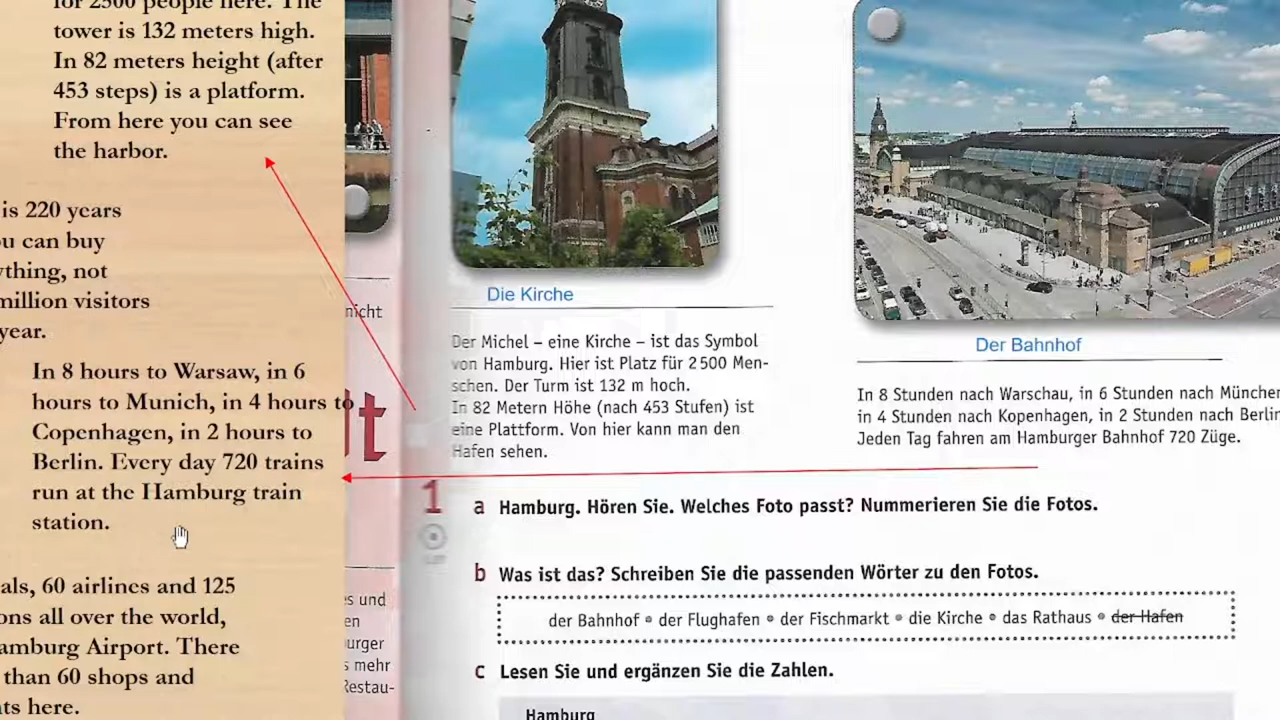 for 2500 people here. The
tower is 132 meters high.
In 82 meters height (after
453 steps) is a platform.
From here you can see
the harbor.
is 220 years
you can buy
not
million visitors
year.
In 8 hours to Warsaw, in 6
hours to Munich, in 4 hours to
Copenhagen, in 2 hours to
Berlin. Every day 720 trains
run at the Hamburg train
station.
60 airlines and 125
all over the world,
Hamburg Airport. There
than 60 shops and
here.
Die Kirche
Der Michel – eine Kirche – ist das Symbol
von Hamburg. Hier ist Platz für 2500 Men-
schen. Der Turm ist 132 m hoch.
In 82 Metern Höhe (nach 453 Stufen) ist
eine Plattform. Von hier kann man den
Hafen sehen.
Der Bahnhof
In 8 Stunden nach Warschau, in 6 Stunden nach München
in 4 Stunden nach Kopenhagen, in 2 Stunden nach Berlin
Jeden Tag fahren am Hamburger Bahnhof 720 Züge.
und
mehr
1
a Hamburg. Hören Sie. Welches Foto passt? Nummerieren Sie die Fotos.
b Was ist das? Schreiben Sie die passenden Wörter zu den Fotos.
der Bahnhof • der Flughafen • der Fischmarkt • die Kirche • das Rathaus • der Hafen
c Lesen Sie und ergänzen Sie die Zahlen.
Hamburg